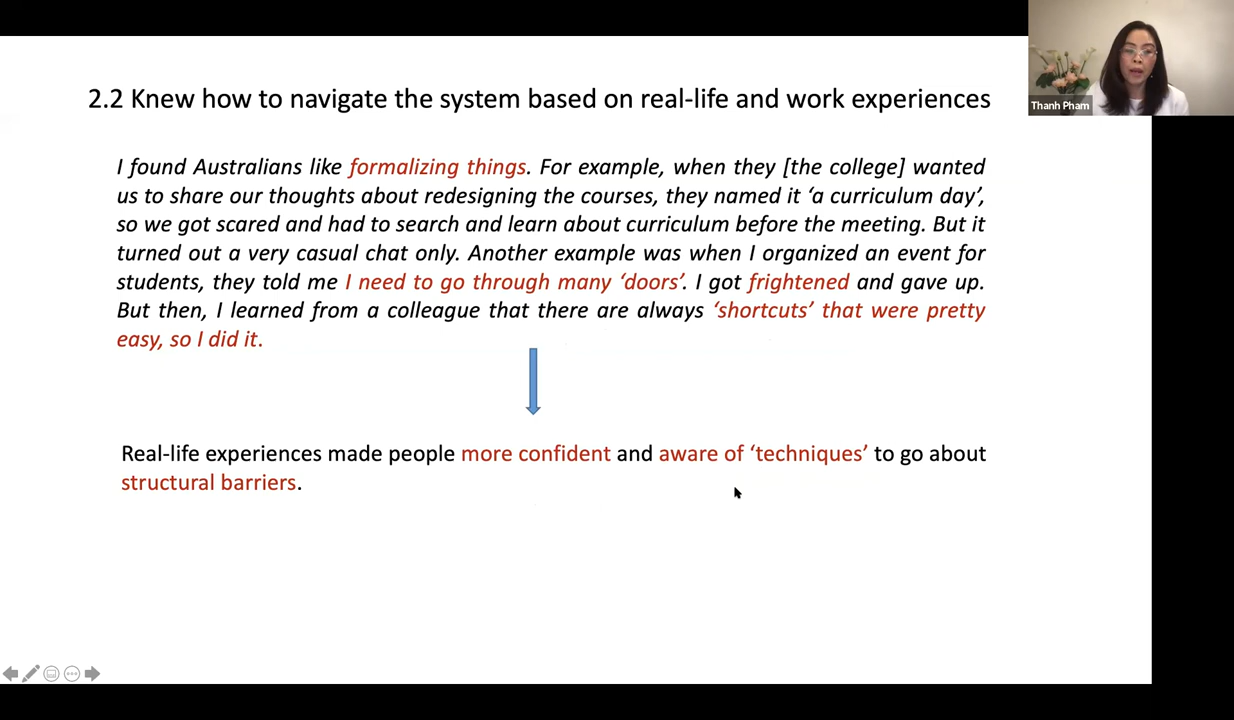 2.2 Knew how to navigate the system based on real-life and work experiences
Thanh Pham
I found Australians like formalizing things. For example, when they [the college] wanted
us to share our thoughts about redesigning the courses, they named it ‘a curriculum day’,
so we got scared and had to search and learn about curriculum before the meeting. But it
turned out a very casual chat only. Another example was when I organized an event for
students, they told me I need to go through many ‘doors’. I got frightened and gave up.
But then, I learned from a colleague that there are always ‘shortcuts’ that were pretty
easy, so I did it.
Real-life experiences made people more confident and aware of ‘techniques’ to go about
structural barriers.